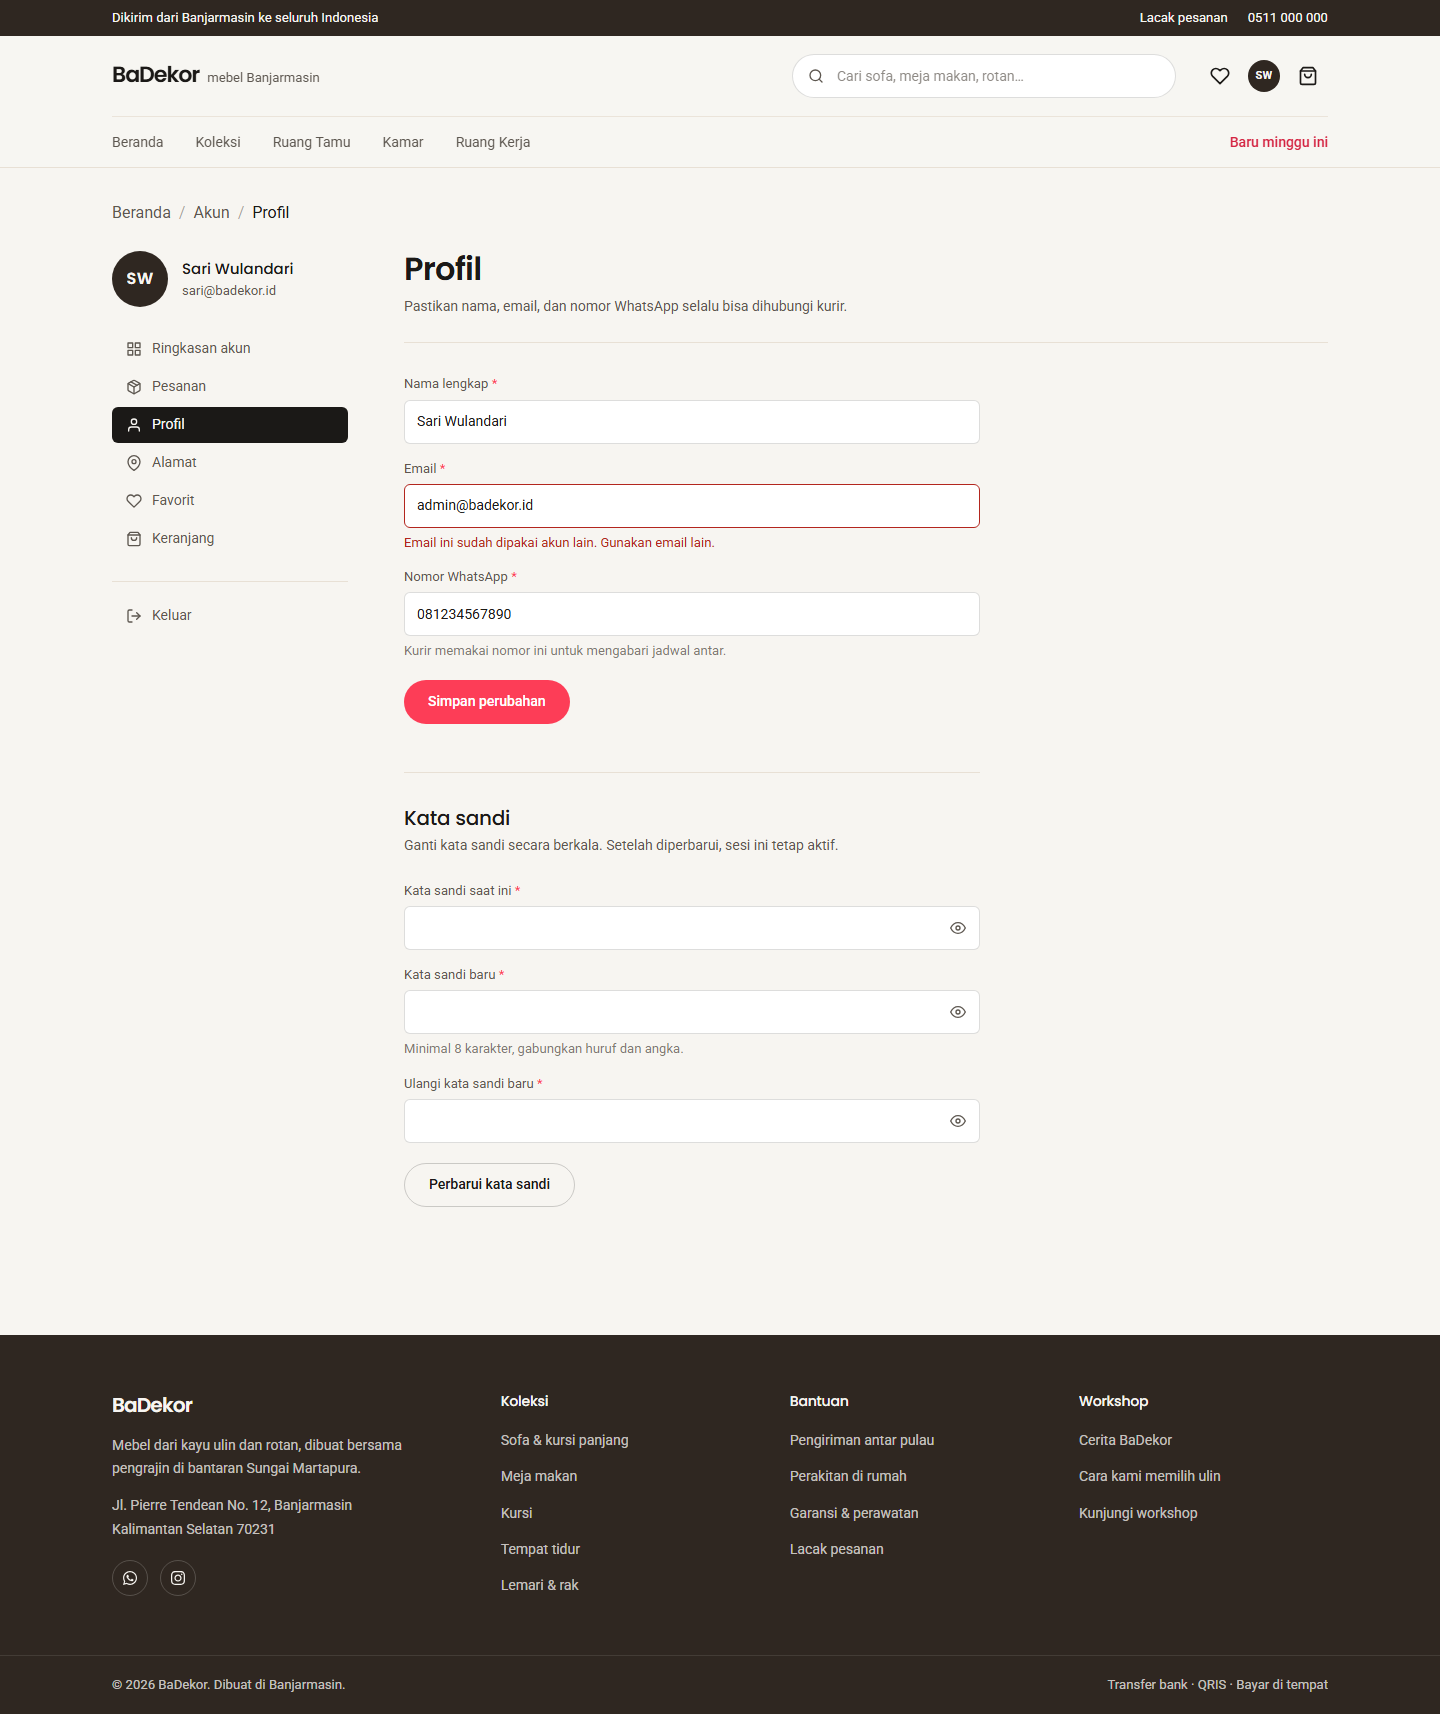 Dikirim dari Banjarmasin ke seluruh Indonesia
Lacak pesanan
0511 000 000
BaDekor mebel Banjarmasin
Cari sofa, meja makan, rotan...
SW
Beranda
Koleksi
Ruang Tamu
Kamar
Ruang Kerja
Baru minggu ini
Beranda / Akun / Profil
SW
Sari Wulandari
sari@badekor.id
Ringkasan akun
Pesanan
Profil
Alamat
Favorit
Keranjang
Keluar
Profil
Pastikan nama, email, dan nomor WhatsApp selalu bisa dihubungi kurir.
Nama lengkap *
Sari Wulandari
Email *
admin@badekor.id
Email ini sudah dipakai akun lain. Gunakan email lain.
Nomor WhatsApp *
081234567890
Kurir memakai nomor ini untuk mengabari jadwal antar.
Simpan perubahan
Kata sandi
Ganti kata sandi secara berkala. Setelah diperbarui, sesi ini tetap aktif.
Kata sandi saat ini *
Kata sandi baru *
Minimal 8 karakter, gabungkan huruf dan angka.
Ulangi kata sandi baru *
Perbarui kata sandi
BaDekor
Mebel dari kayu ulin dan rotan, dibuat bersama
pengrajin di bantaran Sungai Martapura.
Jl. Pierre Tendean No. 12, Banjarmasin
Kalimantan Selatan 70231
Koleksi
Sofa & kursi panjang
Meja makan
Kursi
Tempat tidur
Lemari & rak
Bantuan
Pengiriman antar pulau
Perakitan di rumah
Garansi & perawatan
Lacak pesanan
Workshop
Cerita BaDekor
Cara kami memilih ulin
Kunjungi workshop
© 2026 BaDekor. Dibuat di Banjarmasin.
Transfer bank · QRIS · Bayar di tempat